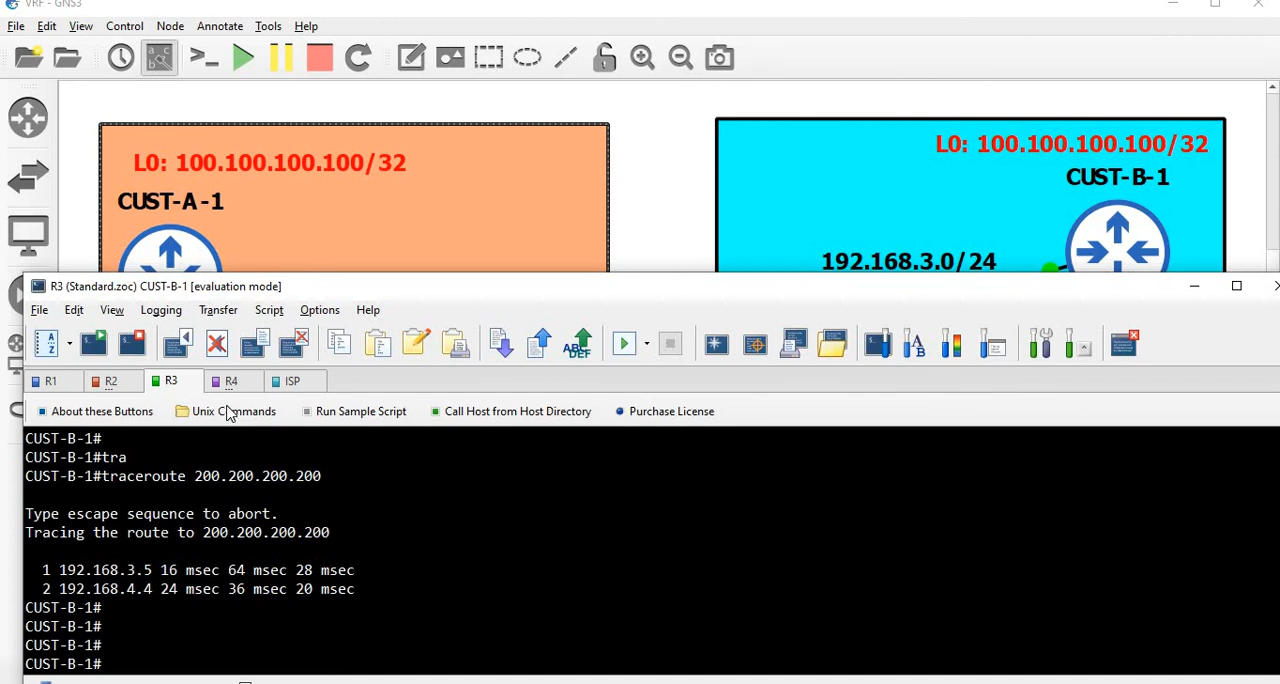 VRF - GNS3
File Edit View Control Node Annotate Tools Help
L0: 100.100.100.100/32
CUST-A-1
L0: 100.100.100.100/32
CUST-B-1
192.168.3.0/24
R3 (Standard.zoc) CUST-B-1 [evaluation mode]
File Edit View Logging Transfer Script Options Help
R1 R2 R3 R4 ISP
About these Buttons Unix Commands Run Sample Script Call Host from Host Directory Purchase License
CUST-B-1#
CUST-B-1#tra
CUST-B-1#traceroute 200.200.200.200
Type escape sequence to abort.
Tracing the route to 200.200.200.200
1 192.168.3.5 16 msec 64 msec 28 msec
2 192.168.4.4 24 msec 36 msec 20 msec
CUST-B-1#
CUST-B-1#
CUST-B-1#
CUST-B-1#